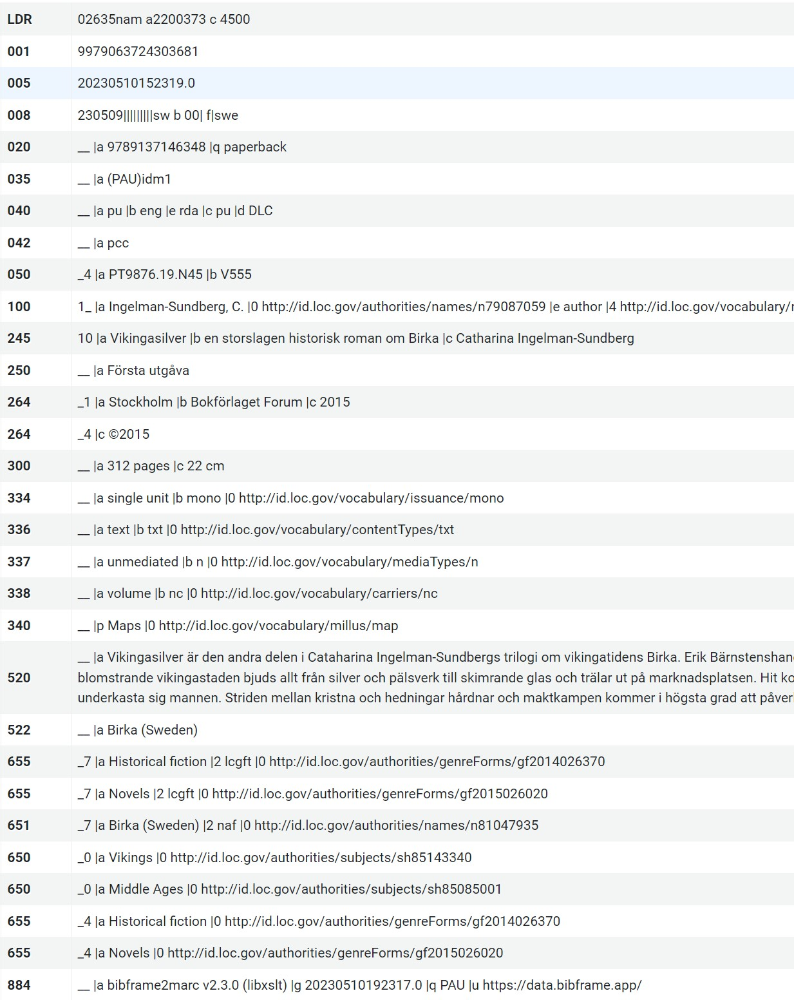 LDR 02635nam a2200373 c 4500
001 9979063724303681
005 20230510152319.0
008 230509|||||||||sw b 00| f|swe
020 __ |a 9789137146348 |q paperback
035 __ |a (PAU)idm1
040 __ |a pu |b eng |e rda |c pu |d DLC
042 __ |a pcc
050 _4 |a PT9876.19.N45 |b V555
100 1_ |a Ingelman-Sundberg, C. |0 http://id.loc.gov/authorities/names/n79087059 |e author |4 http://id.loc.gov/vocabulary/
245 10 |a Vikingasilver |b en storslagen historisk roman om Birka |c Catharina Ingelman-Sundberg
250 __ |a Första utgåva
264 _1 |a Stockholm |b Bokförlaget Forum |c 2015
264 _4 |c ©2015
300 __ |a 312 pages |c 22 cm
334 __ |a single unit |b mono |0 http://id.loc.gov/vocabulary/issuance/mono
336 __ |a text |b txt |0 http://id.loc.gov/vocabulary/contentTypes/txt
337 __ |a unmediated |b n |0 http://id.loc.gov/vocabulary/mediaTypes/n
338 __ |a volume |b nc |0 http://id.loc.gov/vocabulary/carriers/nc
340 __ |p Maps |0 http://id.loc.gov/vocabulary/millus/map
520 __ |a Vikingasilver är den andra delen i Cataharina Ingelman-Sundbergs trilogi om vikingatidens Birka. Erik Bärnstenshan
blomstrande vikingastaden bjuds allt från silver och pälsverk till skimrande glas och trälar ut på marknadsplatsen. Hit ko
underkasta sig mannen. Striden mellan kristna och hedningar hårdnar och maktkampen kommer i högsta grad att påver
522 __ |a Birka (Sweden)
655 _7 |a Historical fiction |2 lcgft |0 http://id.loc.gov/authorities/genreForms/gf2014026370
655 _7 |a Novels |2 lcgft |0 http://id.loc.gov/authorities/genreForms/gf2015026020
651 _7 |a Birka (Sweden) |2 naf |0 http://id.loc.gov/authorities/names/n81047935
650 _0 |a Vikings |0 http://id.loc.gov/authorities/subjects/sh85143340
650 _0 |a Middle Ages |0 http://id.loc.gov/authorities/subjects/sh85085001
655 _4 |a Historical fiction |0 http://id.loc.gov/authorities/genreForms/gf2014026370
655 _4 |a Novels |0 http://id.loc.gov/authorities/genreForms/gf2015026020
884 __ |a bibframe2marc v2.3.0 (libxslt) |g 20230510192317.0 |q PAU |u https://data.bibframe.app/